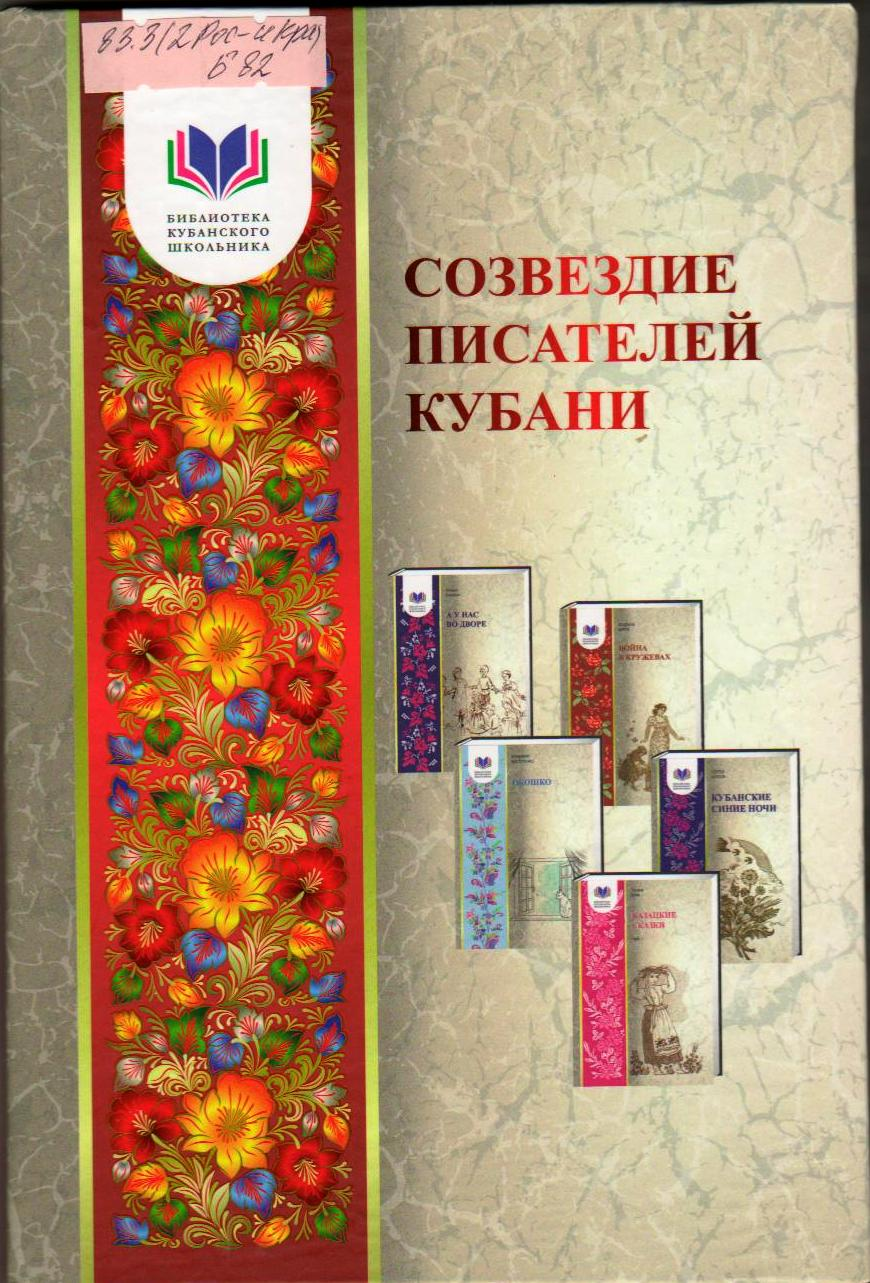 83.3(2Рос-4Кра)
Б 82
БИБЛИОТЕКА
КУБАНСКОГО
ШКОЛЬНИКА
СОЗВЕЗДИЕ
ПИСАТЕЛЕЙ
КУБАНИ
А У НАС
ВО ДВОРЕ
ВОЙНА
В КРУЖЕВАХ
ОКОШКО
КУБАНСКИЕ
СИНИЕ НОЧИ
КАЗАЦКИЕ
СКАЗКИ